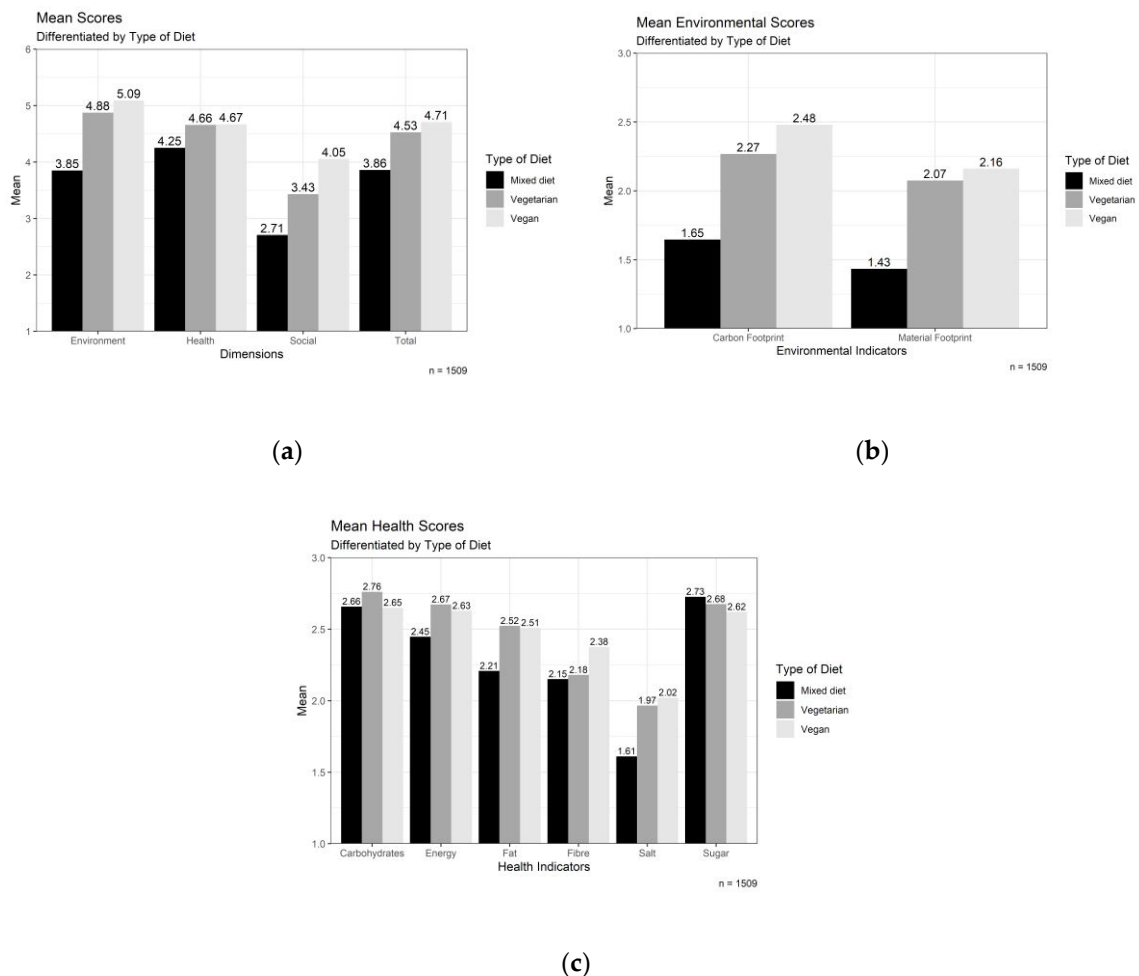 Mean Scores
Differentiated by Type of Diet
6
5
4
3
2
1
Mean
3.85
4.88
5.09
4.25
4.66
4.67
2.71
3.43
4.05
3.86
4.53
4.71
Environment
Health
Social
Total
Dimensions
n = 1509
Type of Diet
Mixed diet
Vegetarian
Vegan
(a)
Mean Environmental Scores
Differentiated by Type of Diet
3.0
2.5
2.0
1.5
1.0
Mean
1.65
2.27
2.48
1.43
2.07
2.16
Carbon Footprint
Material Footprint
Environmental Indicators
n = 1509
Type of Diet
Mixed diet
Vegetarian
Vegan
(b)
Mean Health Scores
Differentiated by Type of Diet
3.0
2.5
2.0
1.5
1.0
Mean
2.66
2.76
2.65
2.45
2.67
2.63
2.21
2.52
2.51
2.15
2.18
2.38
1.61
1.97
2.02
2.73
2.68
2.62
Carbohydrates
Energy
Fat
Fibre
Salt
Sugar
Health Indicators
n = 1509
Type of Diet
Mixed diet
Vegetarian
Vegan
(c)